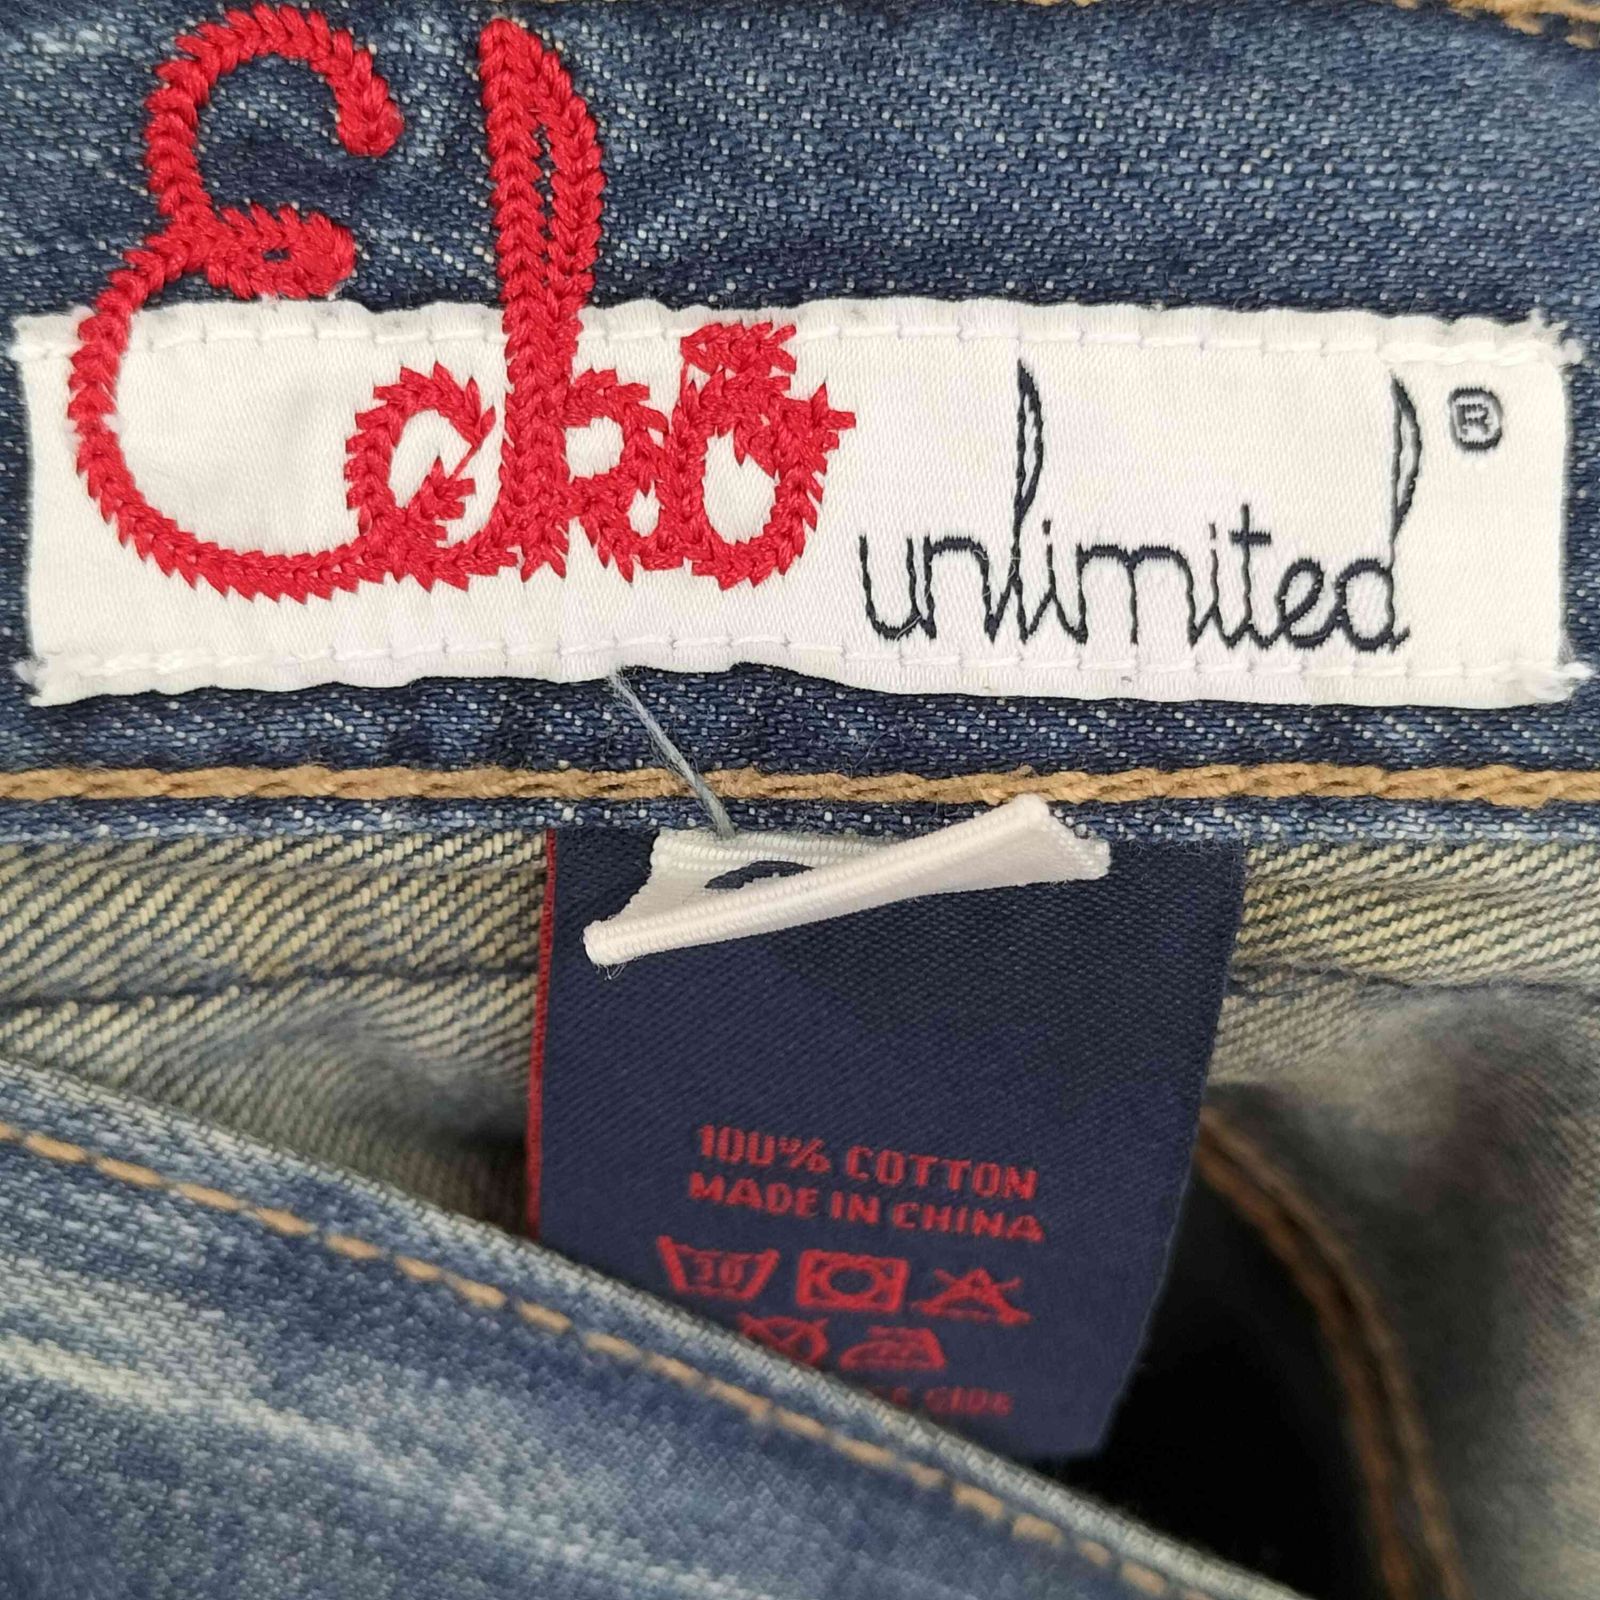 Ecko unlimited ®
100% COTTON
MADE IN CHINA
30